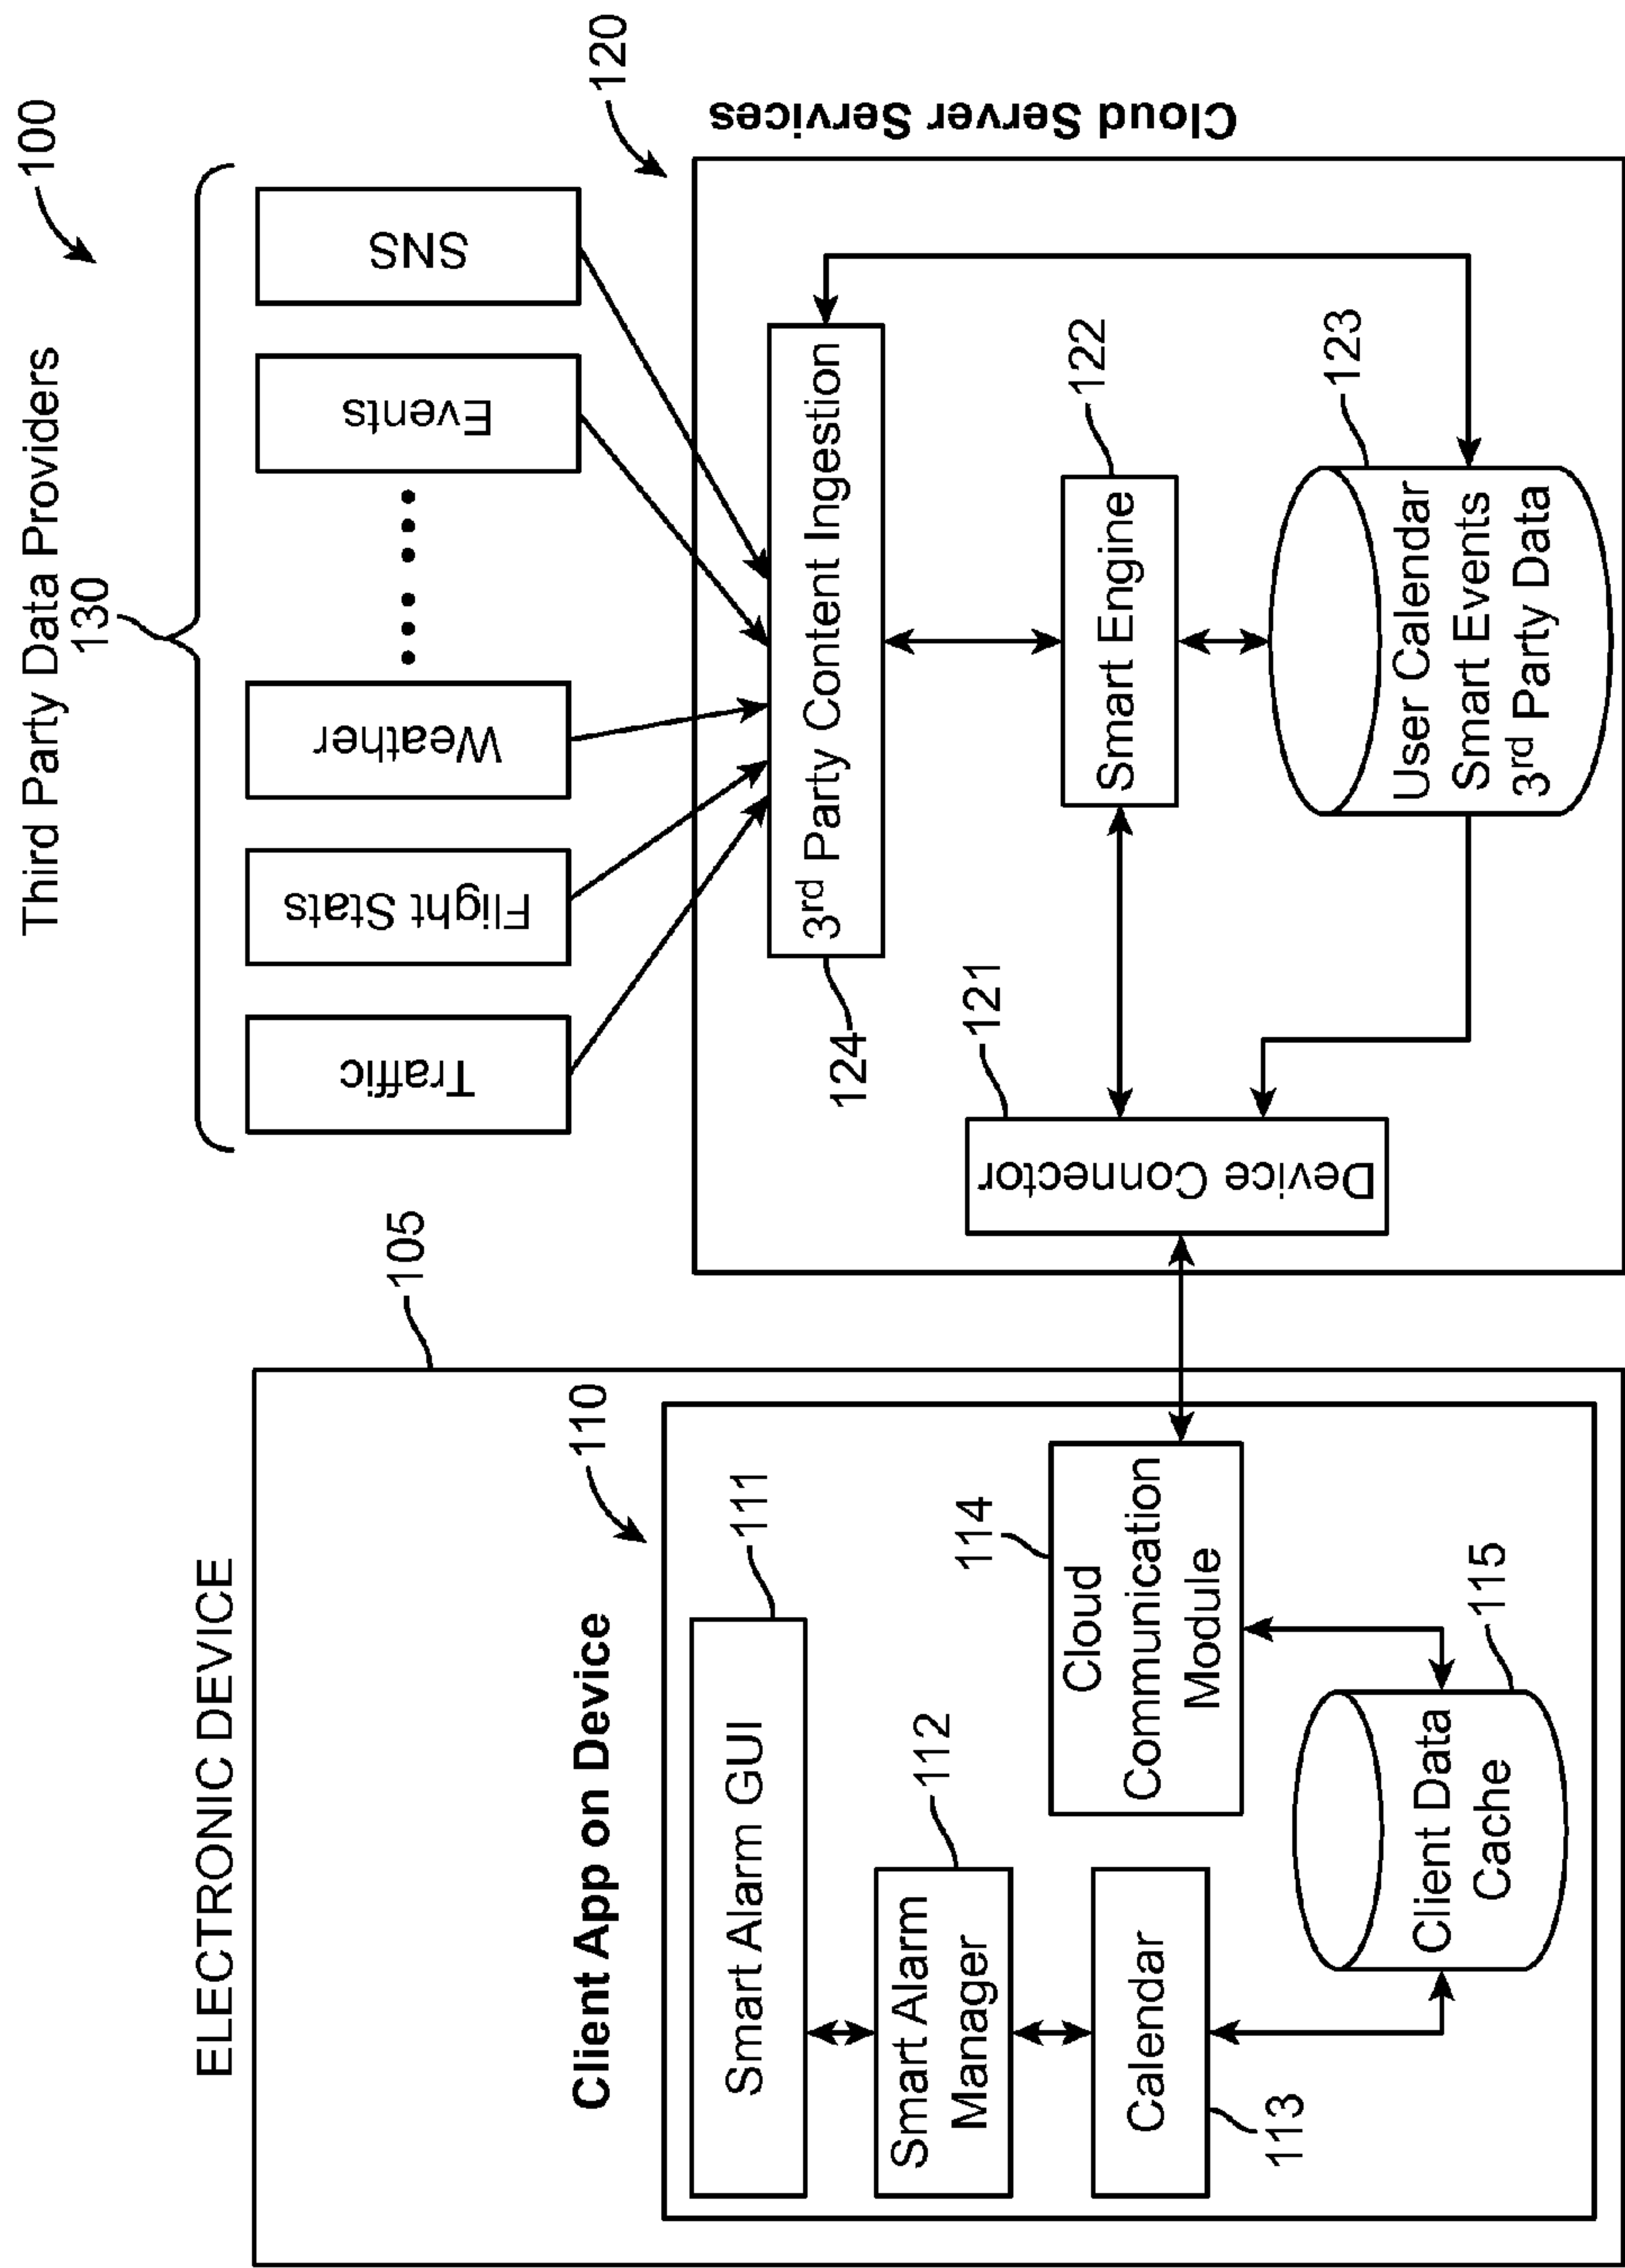 Third Party Data Providers
130
100
Traffic
Flight Stats
Weather
Events
SNS
ELECTRONIC DEVICE
105
Client App on Device
110
Smart Alarm GUI
111
Smart Alarm
Manager
112
Calendar
113
Cloud
Communication
Module
114
Client Data
Cache
115
120
Cloud Server Services
3rd Party Content Ingestion
124
Device Connector
121
Smart Engine
122
User Calendar
Smart Events
3rd Party Data
123